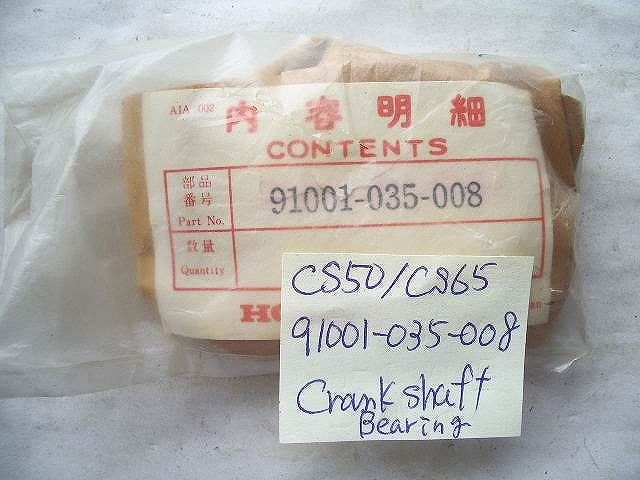 AIA 002
内容明細
CONTENTS
部品
番号
Part No.
91001-035-008
数量
Quantity
CS50/CS65
91001-035-008
Crankshaft
Bearing